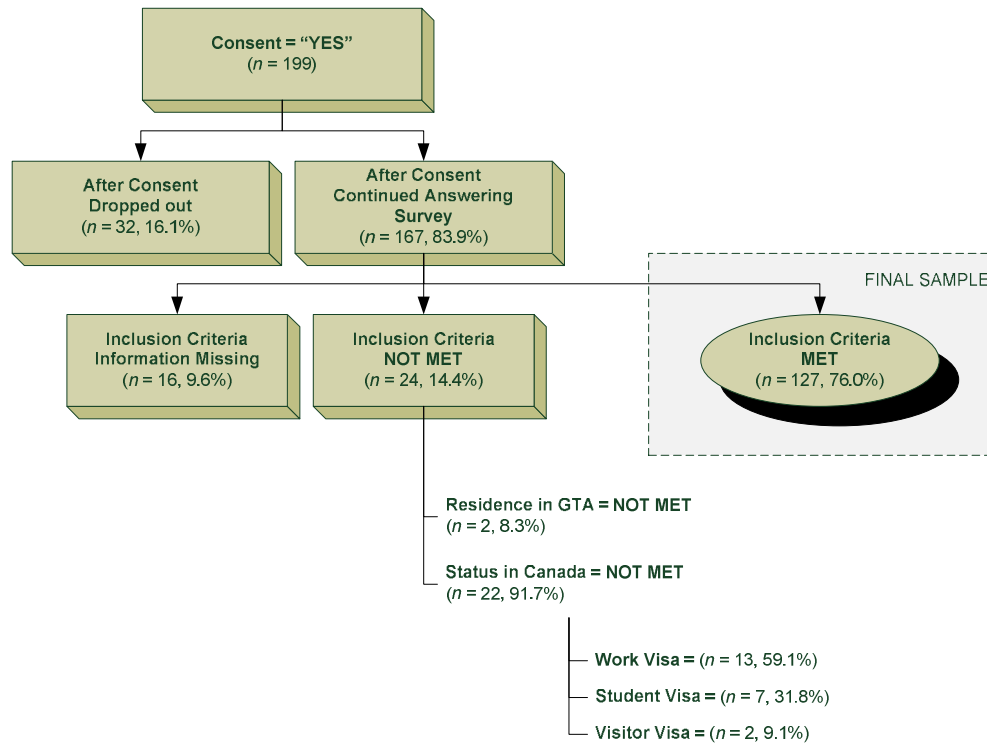 Consent = “YES”
(n = 199)
After Consent
Dropped out
(n = 32, 16.1%)
After Consent
Continued Answering
Survey
(n = 167, 83.9%)
FINAL SAMPLE
Inclusion Criteria
Information Missing
(n = 16, 9.6%)
Inclusion Criteria
NOT MET
(n = 24, 14.4%)
Inclusion Criteria
MET
(n = 127, 76.0%)
Residence in GTA = NOT MET
(n = 2, 8.3%)
Status in Canada = NOT MET
(n = 22, 91.7%)
Work Visa = (n = 13, 59.1%)
Student Visa = (n = 7, 31.8%)
Visitor Visa = (n = 2, 9.1%)